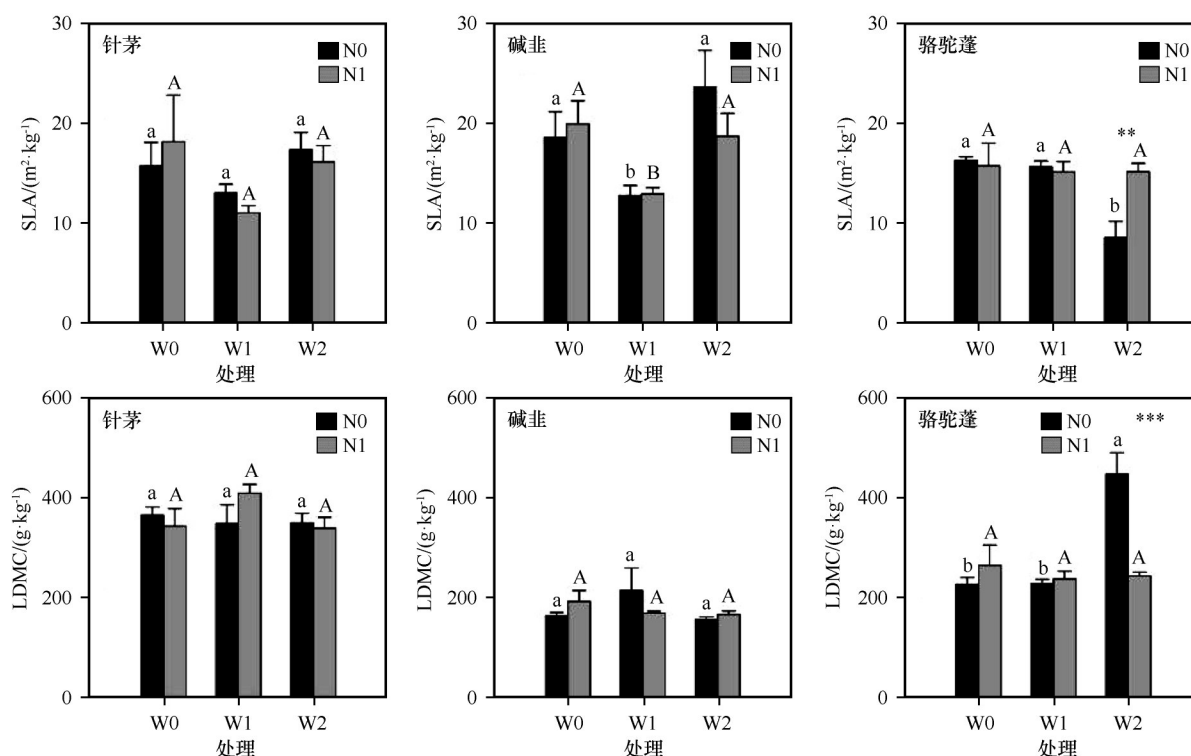 30
20
10
0
SLA/(m²·kg⁻¹)
针茅
N0
N1
a A
a A
a A
W0 W1 W2
处理
30
20
10
0
SLA/(m²·kg⁻¹)
碱韭
N0
N1
a A
b B
a A
W0 W1 W2
处理
30
20
10
0
SLA/(m²·kg⁻¹)
骆驼蓬
N0
N1
a A
a A
**
b A
W0 W1 W2
处理
600
400
200
0
LDMC/(g·kg⁻¹)
针茅
N0
N1
a A
a A
a A
W0 W1 W2
处理
600
400
200
0
LDMC/(g·kg⁻¹)
碱韭
N0
N1
a A
a A
a A
W0 W1 W2
处理
600
400
200
0
LDMC/(g·kg⁻¹)
骆驼蓬
N0
N1
***
b A
b A
a A
W0 W1 W2
处理